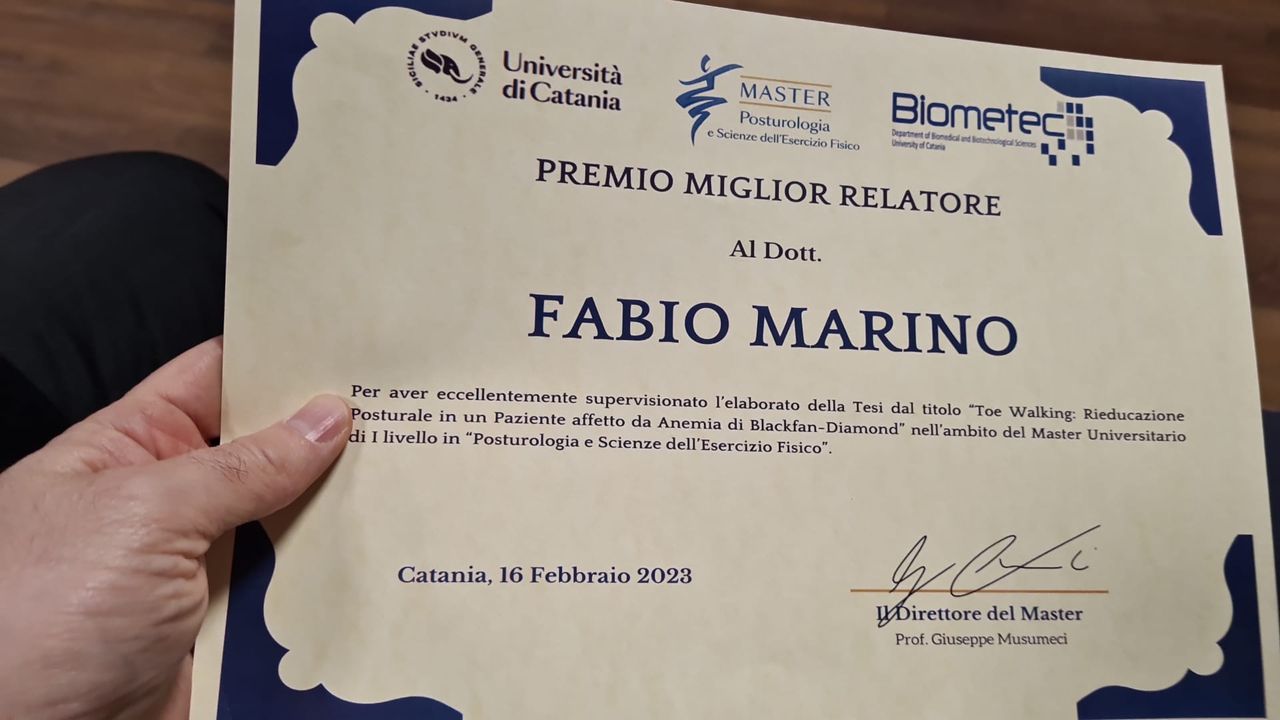 SICILIAE STVDIVM GENERALE
1434
Università
di Catania
MASTER
Posturologia
e Scienze dell'Esercizio Fisico
Biometec
Department of Biomedical and Biotechnological Sciences
University of Catania
PREMIO MIGLIOR RELATORE
Al Dott.
FABIO MARINO
Per aver eccellentemente supervisionato l'elaborato della Tesi dal titolo “Toe Walking: Rieducazione
Posturale in un Paziente affetto da Anemia di Blackfan-Diamond” nell'ambito del Master Universitario
di I livello in “Posturologia e Scienze dell'Esercizio Fisico”.
Catania, 16 Febbraio 2023
Il Direttore del Master
Prof. Giuseppe Musumeci